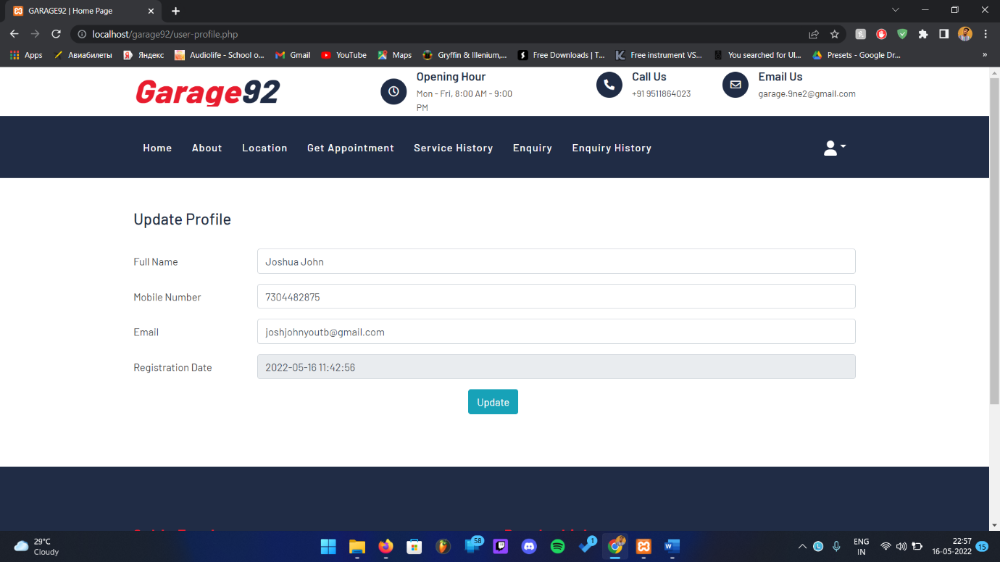 GARAGE92 | Home Page
localhost/garage92/user-profile.php
Apps Авиабилеты Яндекс Audiolife - School o... Gmail YouTube Maps Gryffin & Illenium,... Free Downloads | T... Free instrument VS... You searched for Ul... Presets - Google Dr... »
Garage92
Opening Hour
Mon - Fri, 8:00 AM - 9:00
PM
Call Us
+91 9511864023
Email Us
garage.9ne2@gmail.com
Home About Location Get Appointment Service History Enquiry Enquiry History
Update Profile
Full Name Joshua John
Mobile Number 7304482875
Email joshjohnyoutb@gmail.com
Registration Date 2022-05-16 11:42:56
Update
29°C
Cloudy
58
1
ENG
IN
22:57
16-05-2022
15